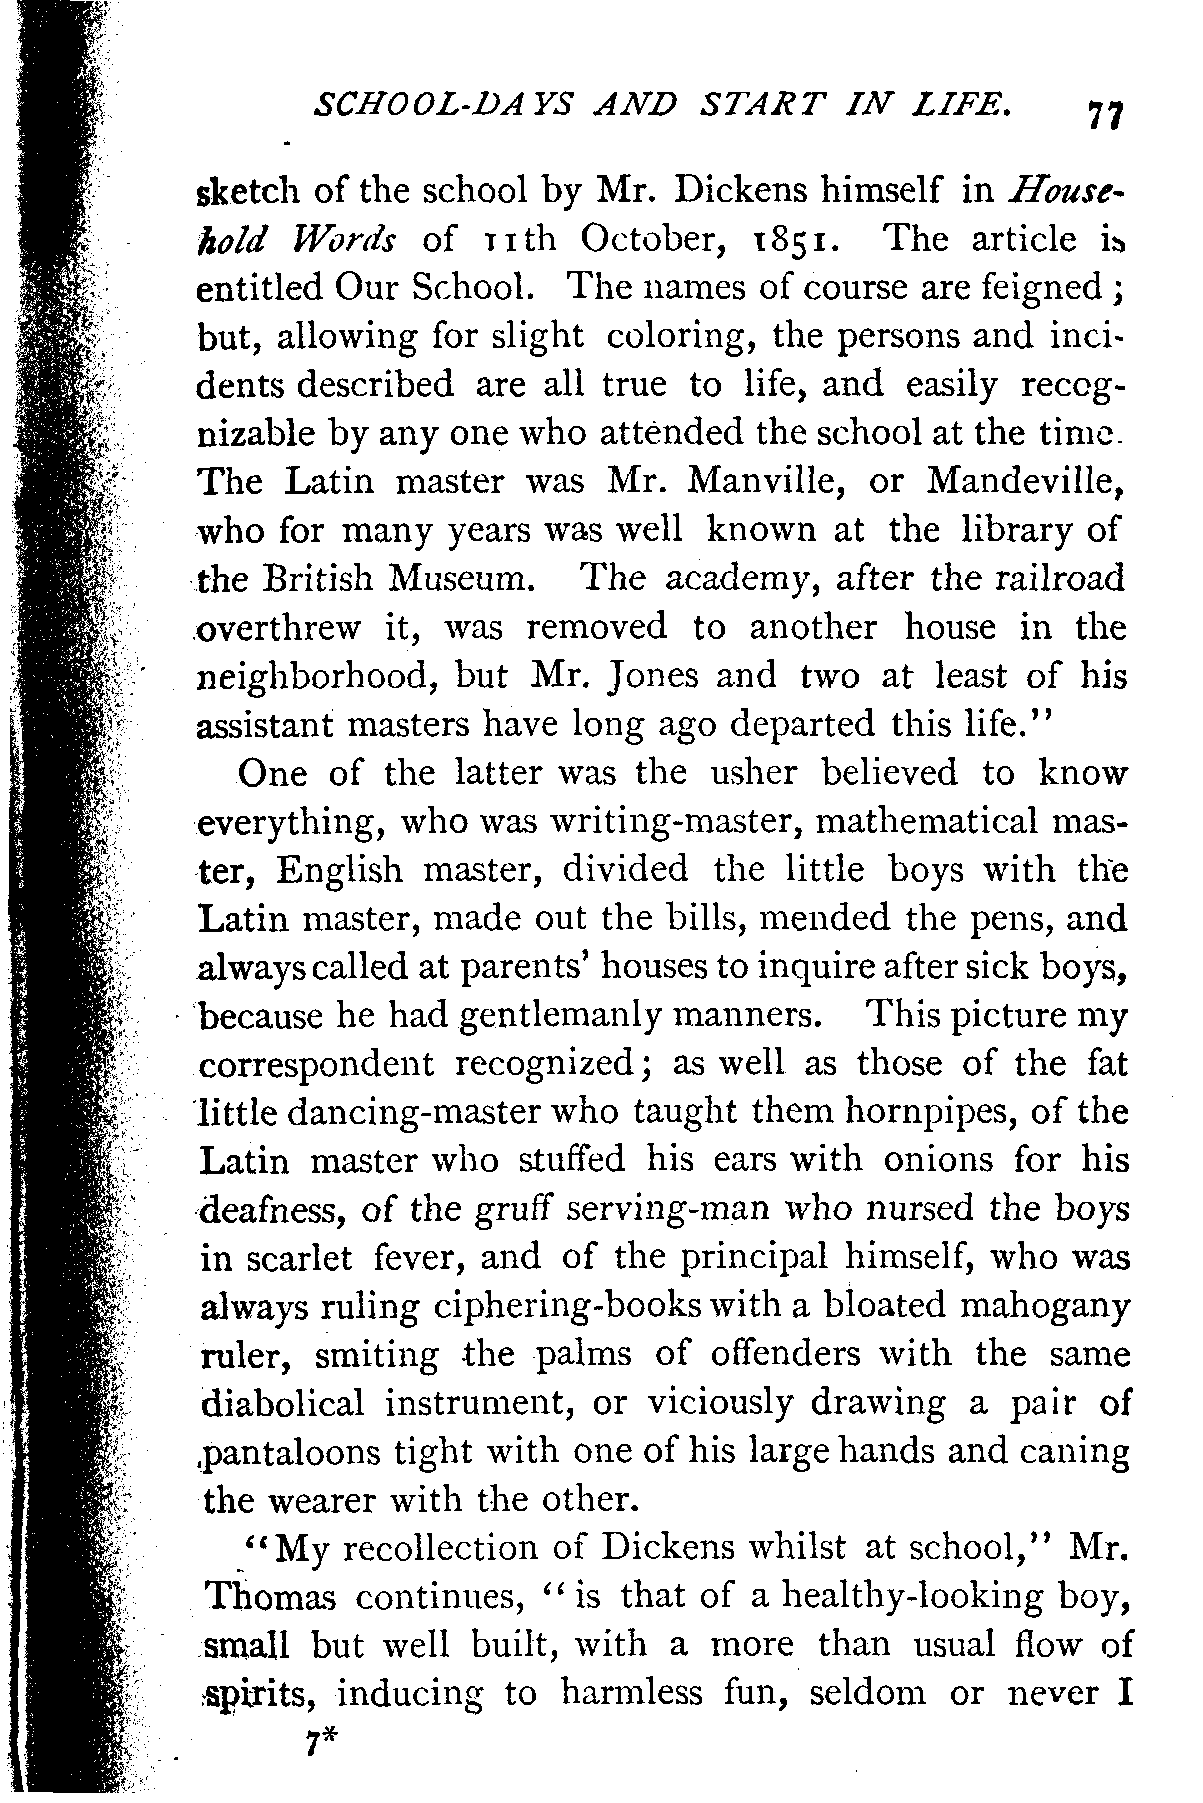 SCHOOL-DAYS AND START IN LIFE. 77
sketch of the school by Mr. Dickens himself in House-
hold Words of 11th October, 1851. The article is
entitled Our School. The names of course are feigned;
but, allowing for slight coloring, the persons and inci-
dents described are all true to life, and easily recog-
nizable by any one who attended the school at the time.
The Latin master was Mr. Manville, or Mandeville,
who for many years was well known at the library of
the British Museum. The academy, after the railroad
overthrew it, was removed to another house in the
neighborhood, but Mr. Jones and two at least of his
assistant masters have long ago departed this life."
One of the latter was the usher believed to know
everything, who was writing-master, mathematical mas-
ter, English master, divided the little boys with the
Latin master, made out the bills, mended the pens, and
always called at parents' houses to inquire after sick boys,
because he had gentlemanly manners. This picture my
correspondent recognized; as well as those of the fat
little dancing-master who taught them hornpipes, of the
Latin master who stuffed his ears with onions for his
deafness, of the gruff serving-man who nursed the boys
in scarlet fever, and of the principal himself, who was
always ruling ciphering-books with a bloated mahogany
ruler, smiting the palms of offenders with the same
diabolical instrument, or viciously drawing a pair of
pantaloons tight with one of his large hands and caning
the wearer with the other.
"My recollection of Dickens whilst at school," Mr.
Thomas continues, "is that of a healthy-looking boy,
small but well built, with a more than usual flow of
spirits, inducing to harmless fun, seldom or never I
7*